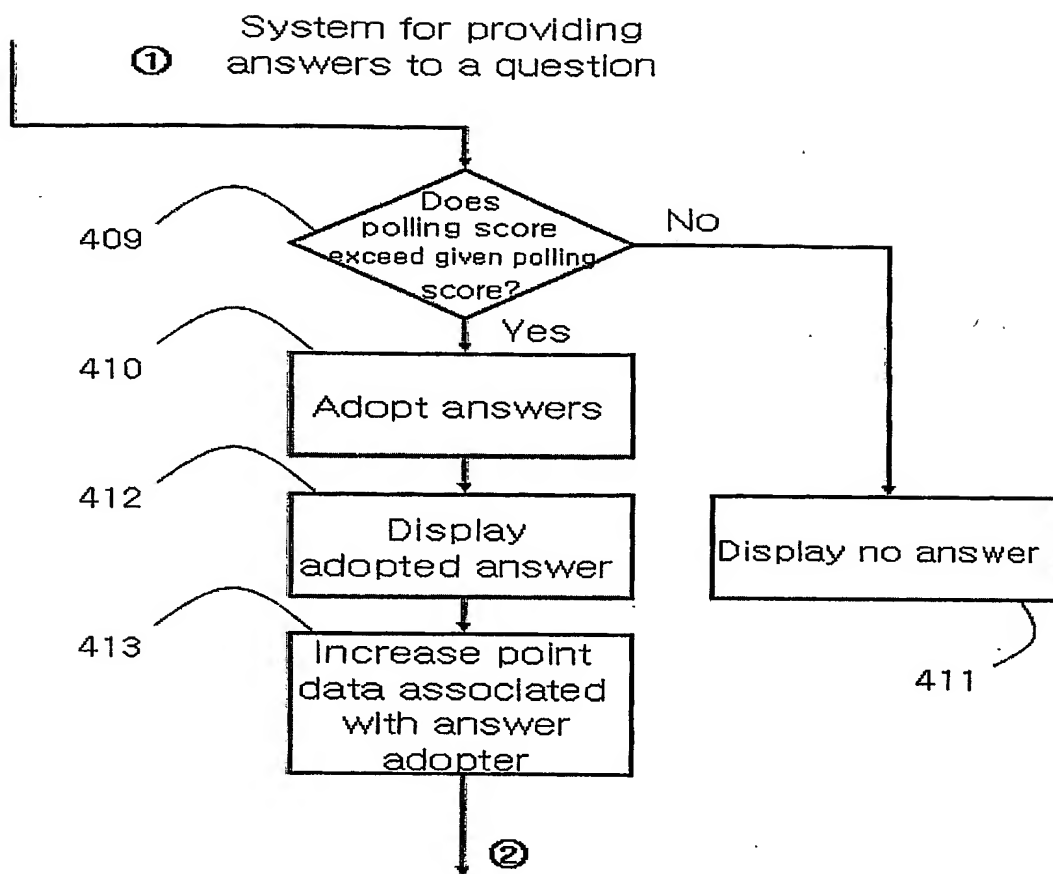 System for providing
① answers to a question
Does
polling score
exceed given polling
score?
409
No
Yes
410
Adopt answers
412
Display
adopted answer
Display no answer
411
413
Increase point
data associated
with answer
adopter
②